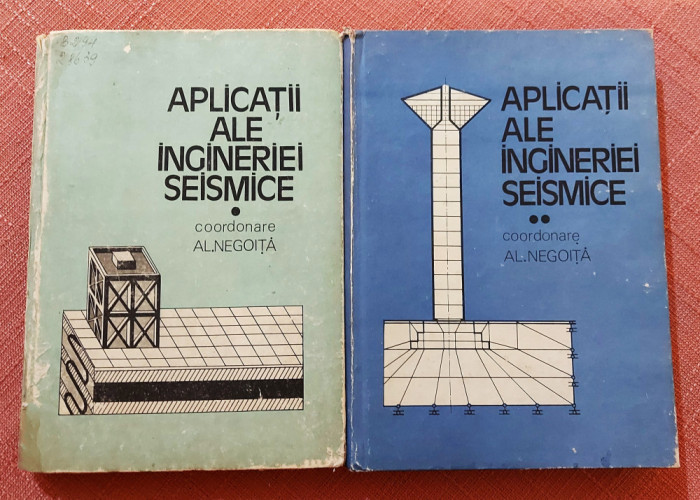 APLICAȚII
ALE
INGINERIEI
SEISMICE
coordonare
AL.NEGOIȚĂ
APLICAȚII
ALE
INGINERIEI
SEISMICE
coordonare
AL.NEGOIȚĂ